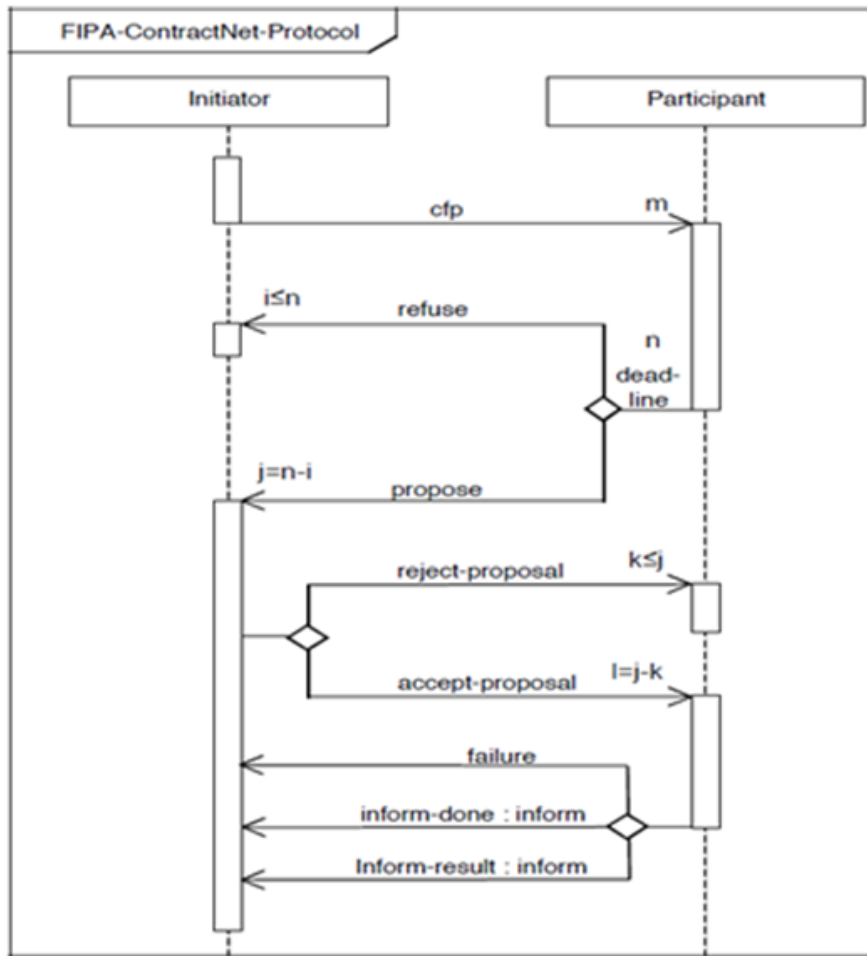 FIPA-ContractNet-Protocol
Initiator
Participant
cfp
m
i≤n
refuse
n
dead-
line
j=n-i
propose
reject-proposal
k≤j
accept-proposal
l=j-k
failure
inform-done : inform
Inform-result : inform